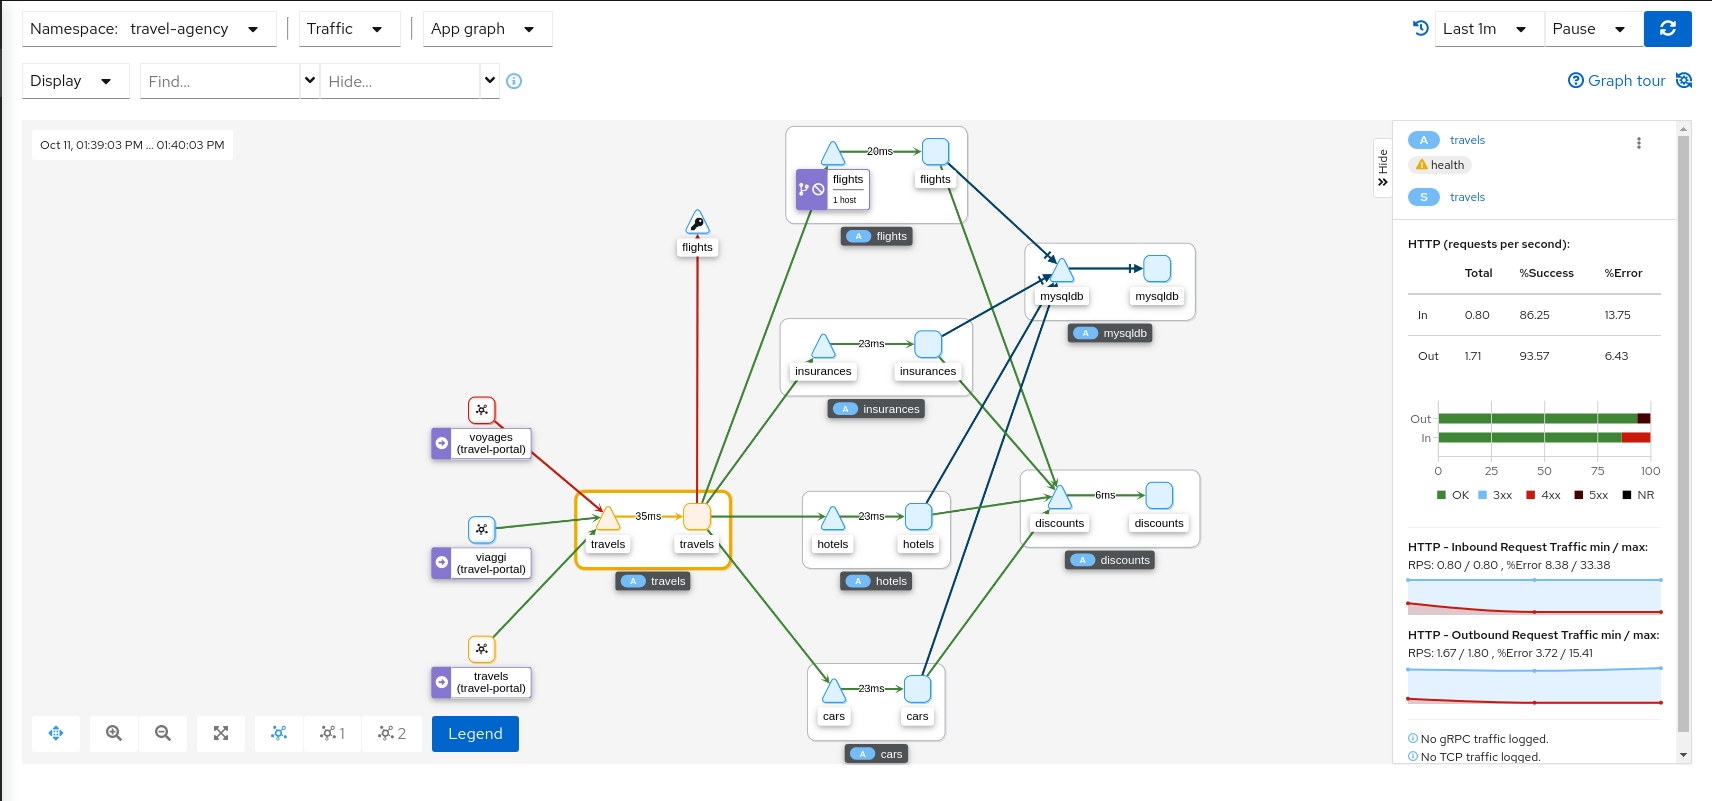 Namespace: travel-agency
Traffic
App graph
Last 1m
Pause
Display
Find...
Hide...
Graph tour
Oct 11, 01:39:03 PM ... 01:40:03 PM
20ms
flights
1 host
flights
A flights
flights
mysqldb
mysqldb
A mysqldb
23ms
insurances
insurances
A insurances
voyages
(travel-portal)
viaggi
(travel-portal)
travels
(travel-portal)
35ms
travels
travels
A travels
23ms
hotels
hotels
A hotels
6ms
discounts
discounts
A discounts
23ms
cars
cars
A cars
1
2
Legend
Hide
A travels
health
S travels
HTTP (requests per second):
Total %Success %Error
In 0.80 86.25 13.75
Out 1.71 93.57 6.43
Out
In
0 25 50 75 100
OK 3xx 4xx 5xx NR
HTTP - Inbound Request Traffic min / max:
RPS: 0.80 / 0.80 , %Error 8.38 / 33.38
HTTP - Outbound Request Traffic min / max:
RPS: 1.67 / 1.80 , %Error 3.72 / 15.41
No gRPC traffic logged.
No TCP traffic logged.